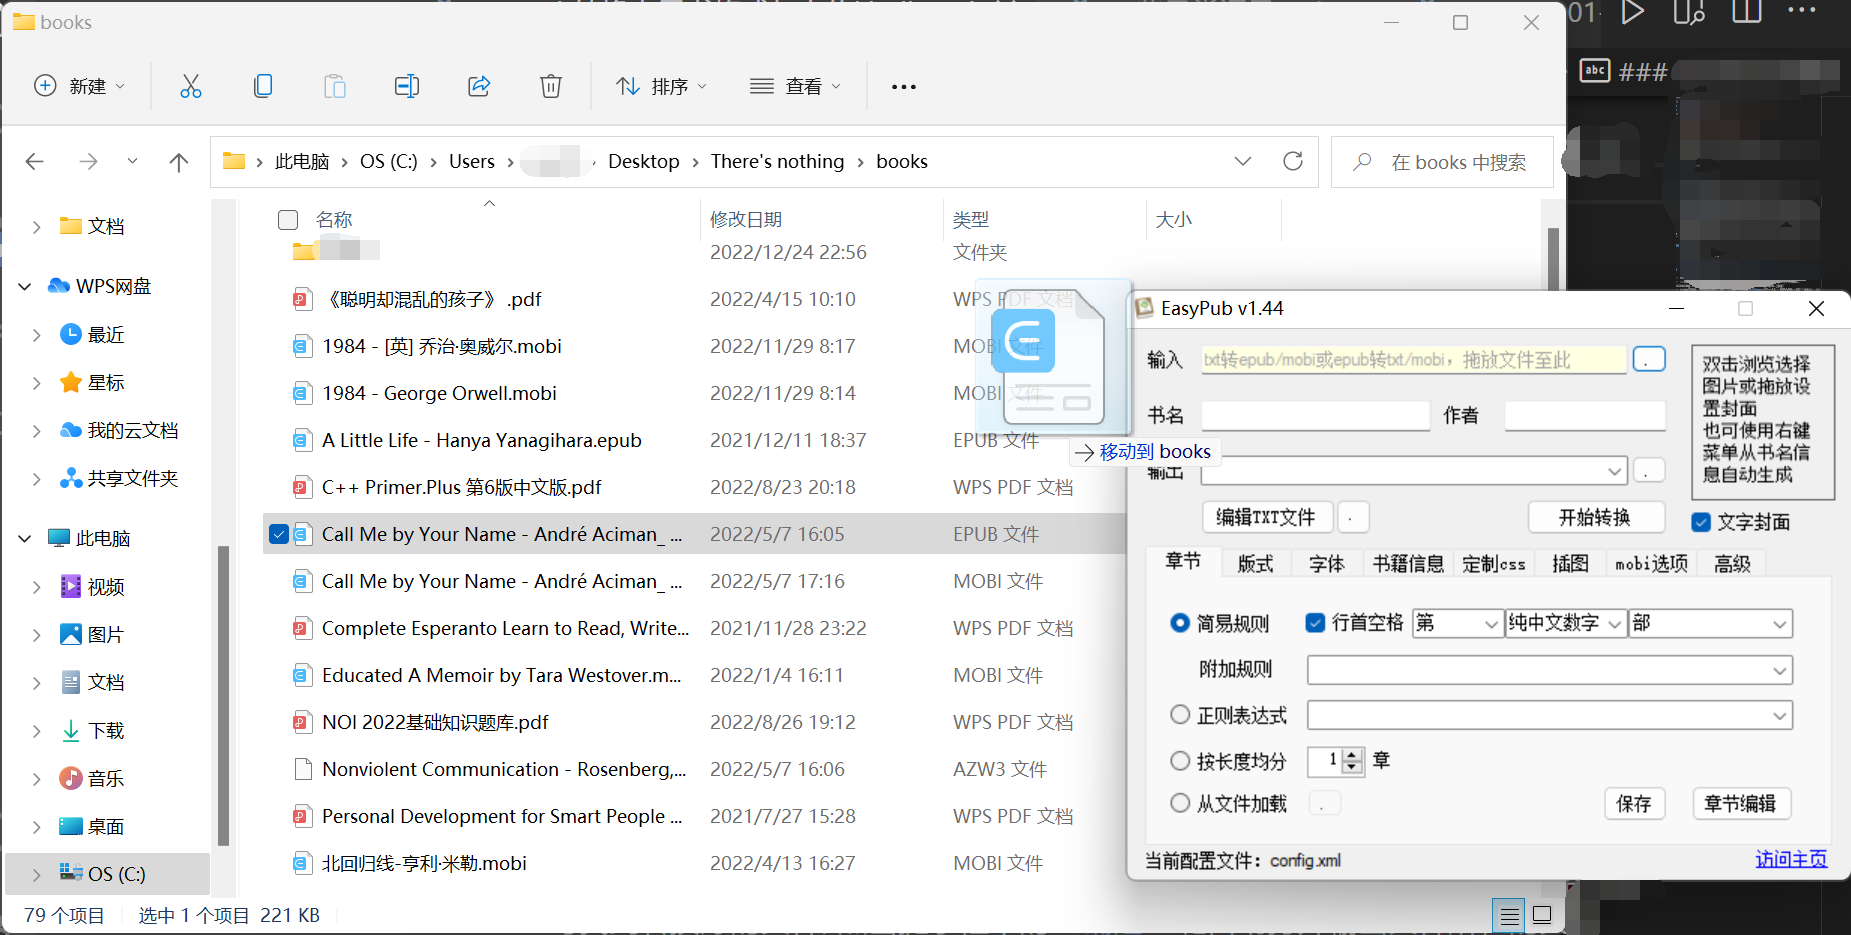 books
新建
排序
查看
此电脑 › OS (C:) › Users › Desktop › There's nothing › books
在 books 中搜索
文档
WPS网盘
最近
星标
我的云文档
共享文件夹
此电脑
视频
图片
文档
下载
音乐
桌面
OS (C:)
名称 修改日期 类型 大小
2022/12/24 22:56 文件夹
《聪明却混乱的孩子》 .pdf 2022/4/15 10:10 WPS PDF 文档
1984 - [英] 乔治·奥威尔.mobi 2022/11/29 8:17 MOBI 文件
1984 - George Orwell.mobi 2022/11/29 8:14 MOBI 文件
A Little Life - Hanya Yanagihara.epub 2021/12/11 18:37 EPUB 文件
C++ Primer.Plus 第6版中文版.pdf 2022/8/23 20:18 WPS PDF 文档
Call Me by Your Name - André Aciman_ ... 2022/5/7 16:05 EPUB 文件
Call Me by Your Name - André Aciman_ ... 2022/5/7 17:16 MOBI 文件
Complete Esperanto Learn to Read, Write... 2021/11/28 23:22 WPS PDF 文档
Educated A Memoir by Tara Westover.m... 2022/1/4 16:11 MOBI 文件
NOI 2022基础知识题库.pdf 2022/8/26 19:12 WPS PDF 文档
Nonviolent Communication - Rosenberg,... 2022/5/7 16:06 AZW3 文件
Personal Development for Smart People ... 2021/7/27 15:28 WPS PDF 文档
北回归线-亨利·米勒.mobi 2022/4/13 16:27 MOBI 文件
79 个项目 选中 1 个项目 221 KB
→ 移动到 books
EasyPub v1.44
输入 txt转epub/mobi或epub转txt/mobi，拖放文件至此 .
书名 作者
输出 .
编辑TXT文件 . 开始转换
双击浏览选择
图片或拖放设
置封面
也可使用右键
菜单从书名信
息自动生成
文字封面
章节 版式 字体 书籍信息 定制css 插图 mobi选项 高级
简易规则 行首空格 第 纯中文数字 部
附加规则
正则表达式
按长度均分 1 章
从文件加载 . 保存 章节编辑
当前配置文件: config.xml 访问主页
01-
abc ###